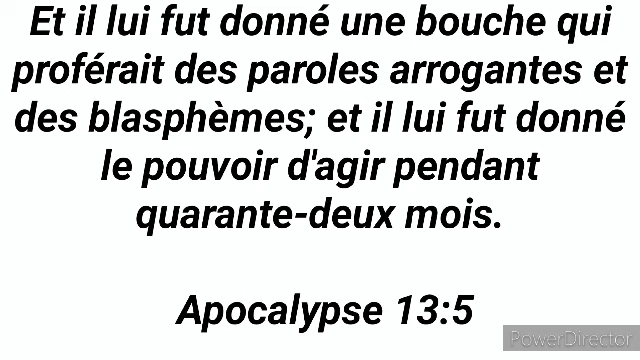 Et il lui fut donné une bouche qui
proférait des paroles arrogantes et
des blasphèmes; et il lui fut donné
le pouvoir d'agir pendant
quarante-deux mois.
Apocalypse 13:5
PowerDirector